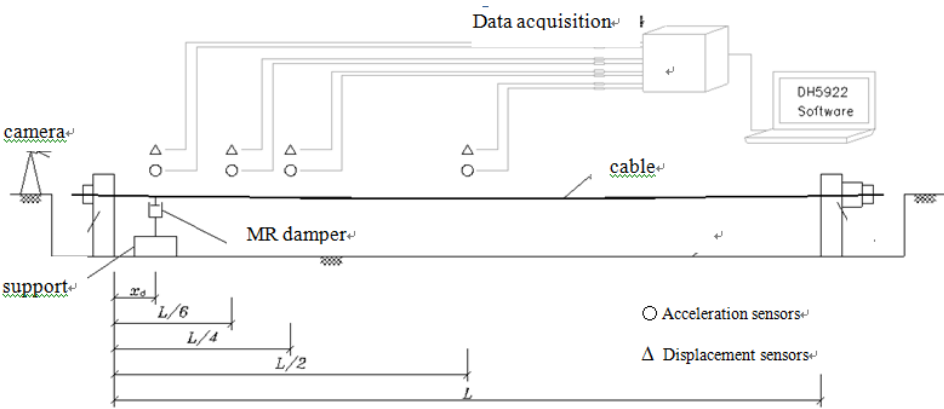 Data acquisition↵
DH5922
Software
camera↵
cable↵
MR damper↵
support↵
x_d
L/6
L/4
L/2
L
○ Acceleration sensors↵
Δ Displacement sensors↵